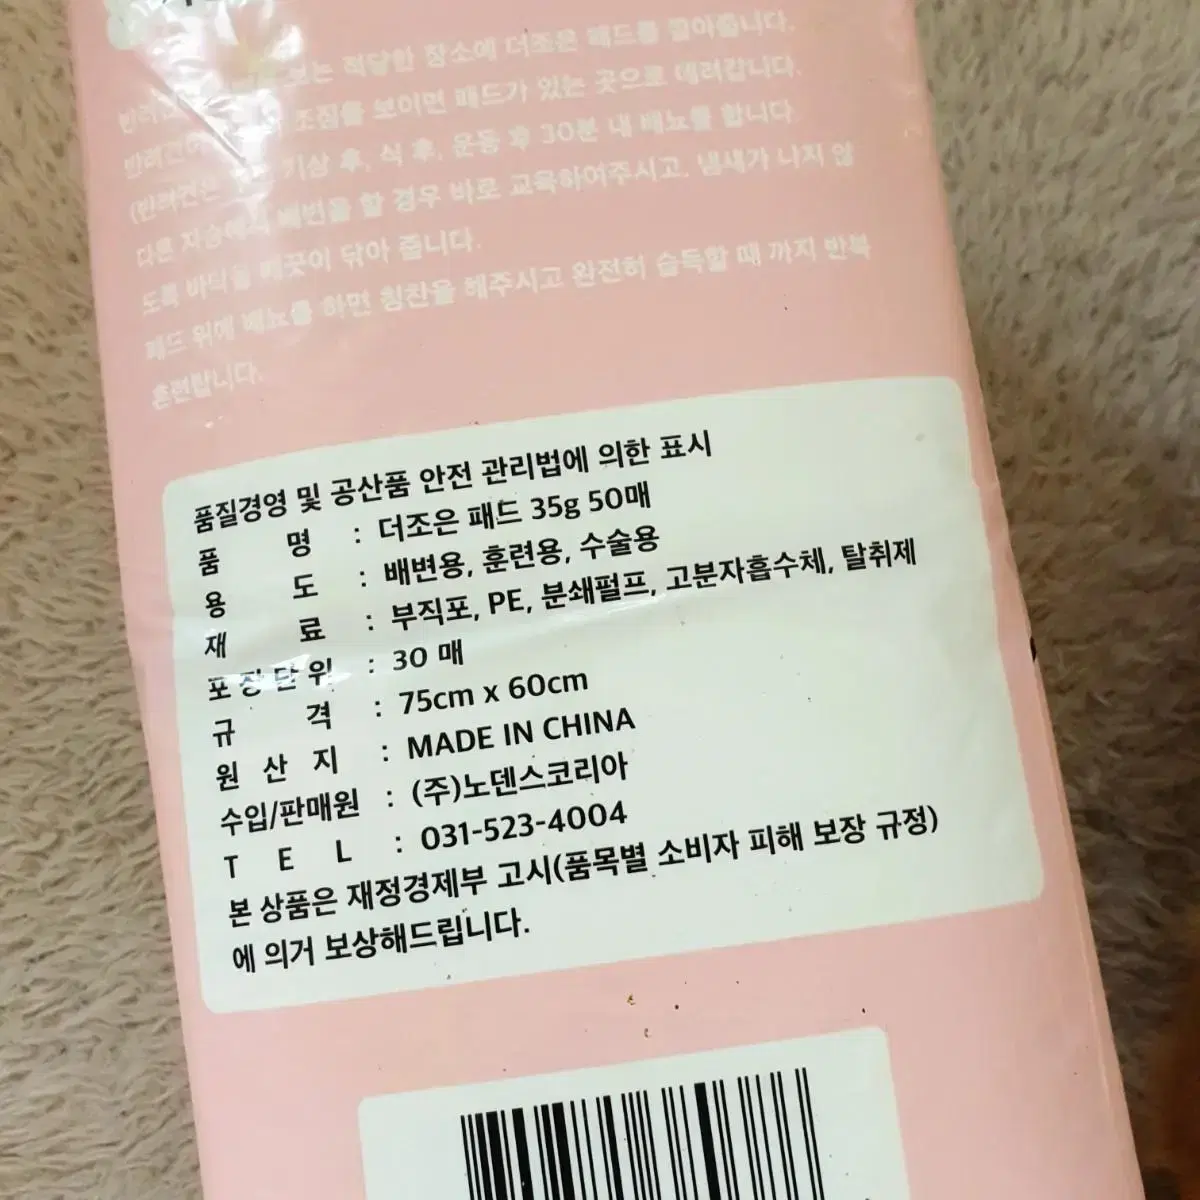 보는 적당한 장소에 더조은 패드를 깔아줍니다.
조짐을 보이면 패드가 있는 곳으로 데려갑니다.
(반려견은 기상 후, 식 후, 운동 후 30분 내 배뇨를 합니다
다른 장소에서 배변을 할 경우 바로 교육하여주시고, 냄새가 나지 않
도록 바닥을 깨끗이 닦아 줍니다.
패드 위에 배뇨를 하면 칭찬을 해주시고 완전히 습득할 때 까지 반복
훈련합니다.
품질경영 및 공산품 안전 관리법에 의한 표시
품 명 : 더조은 패드 35g 50매
용 도 : 배변용, 훈련용, 수술용
재 료 : 부직포, PE, 분쇄펄프, 고분자흡수체, 탈취제
포장단위 : 30 매
규 격 : 75cm x 60cm
원 산 지 : MADE IN CHINA
수입/판매원 : (주)노덴스코리아
T E L : 031-523-4004
본 상품은 재정경제부 고시(품목별 소비자 피해 보장 규정)
에 의거 보상해드립니다.